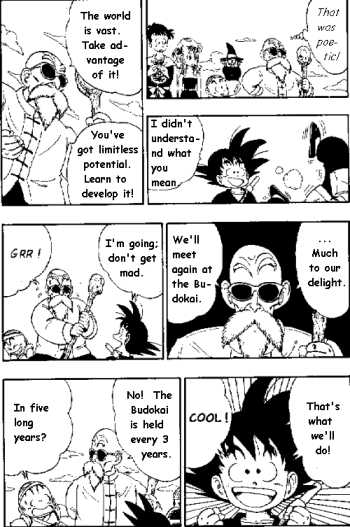 The world
is vast.
Take ad-
vantage
of it!
You've
got limitless
potential.
Learn to
develop it!
That
was
poe-
tic!
I didn't
understa-
nd what
you
mean.
GRR!
I'm going;
don't get
mad.
We'll
meet
again at
the Bu-
dokai.
...
Much
to our
delight.
In five
long
years?
No! The
Budokai
is held
every 3
years.
COOL!
That's
what
we'll
do!